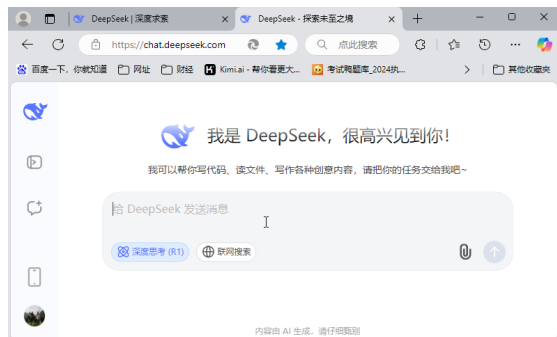 DeepSeek | 深度求索
DeepSeek - 探索未至之境
https://chat.deepseek.com
点此搜索
百度一下，你就知道
网址
财经
Kimi.ai - 帮你看更大...
考试鸭题库_2024执...
其他收藏夹
我是 DeepSeek，很高兴见到你！
我可以帮你写代码、读文件、写作各种创意内容，请把你的任务交给我吧~
给 DeepSeek 发送消息
深度思考 (R1)
联网搜索
内容由 AI 生成，请仔细甄别